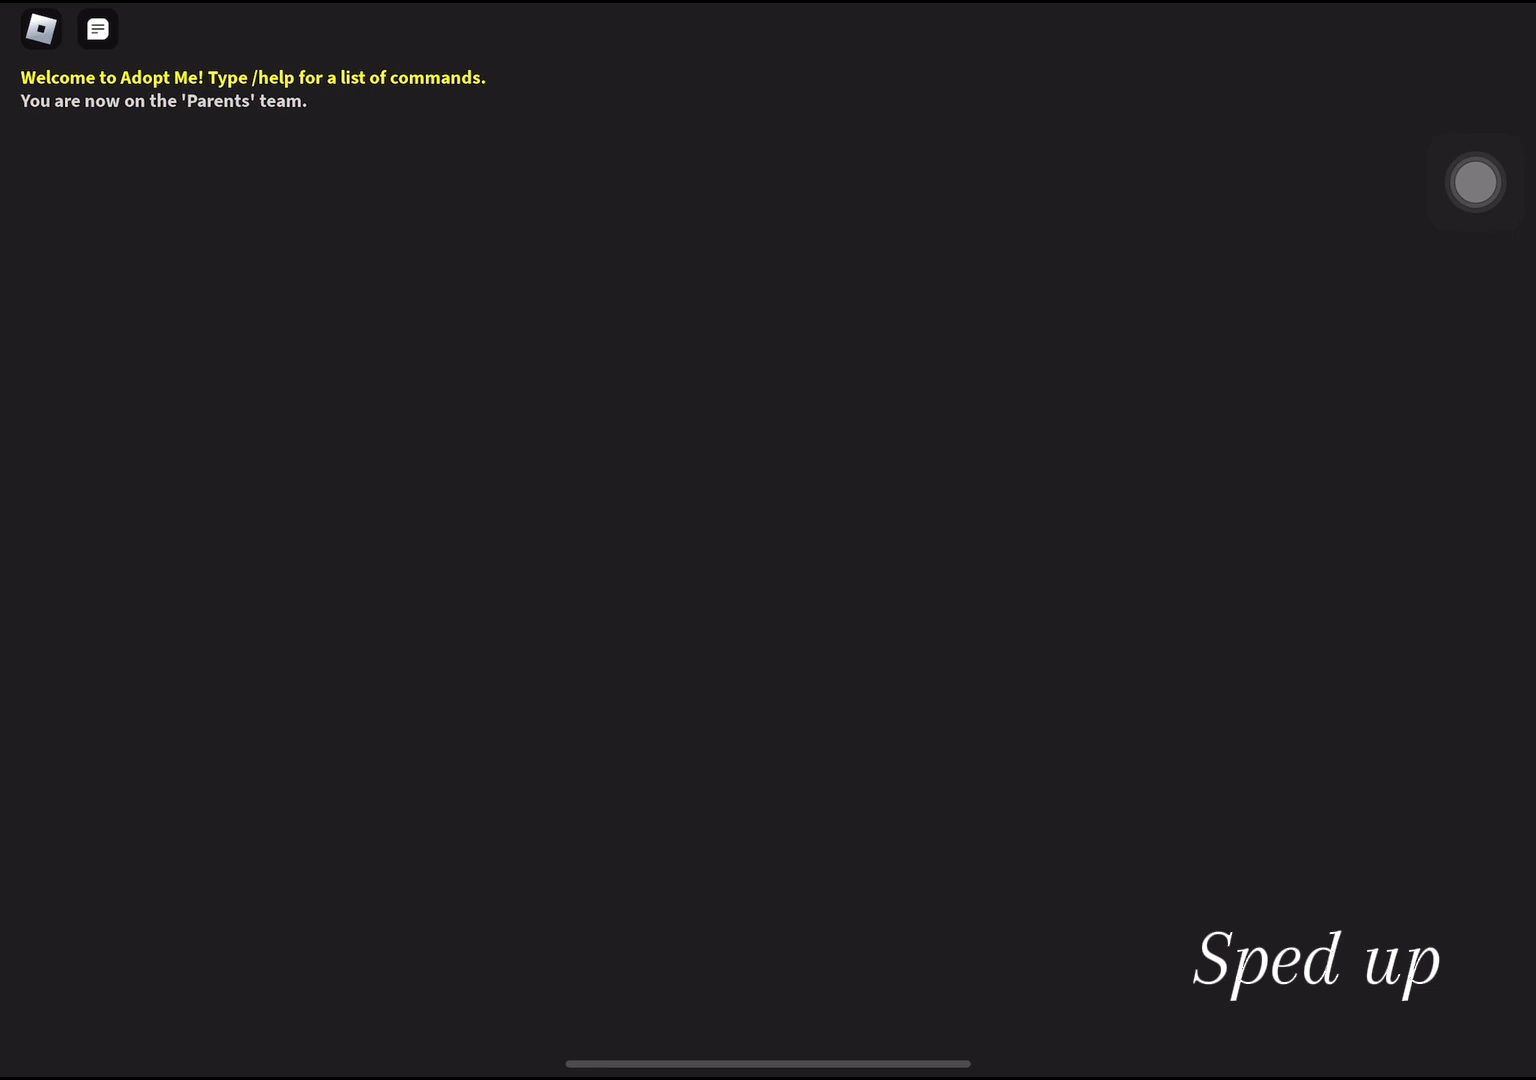 Welcome to Adopt Me! Type /help for a list of commands.
You are now on the 'Parents' team.
Sped up